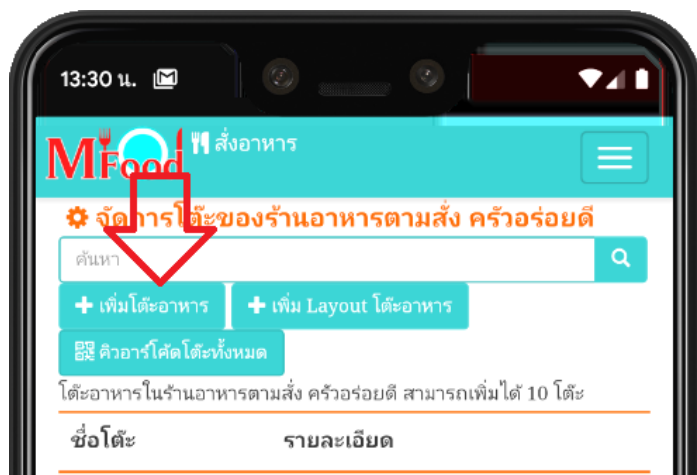 13:30 น.
MFood สั่งอาหาร
จัดการโต๊ะของร้านอาหารตามสั่ง ครัวอร่อยดี
ค้นหา
เพิ่มโต๊ะอาหาร เพิ่ม Layout โต๊ะอาหาร
คิวอาร์โค้ดโต๊ะทั้งหมด
โต๊ะอาหารในร้านอาหารตามสั่ง ครัวอร่อยดี สามารถเพิ่มได้ 10 โต๊ะ
ชื่อโต๊ะ รายละเอียด